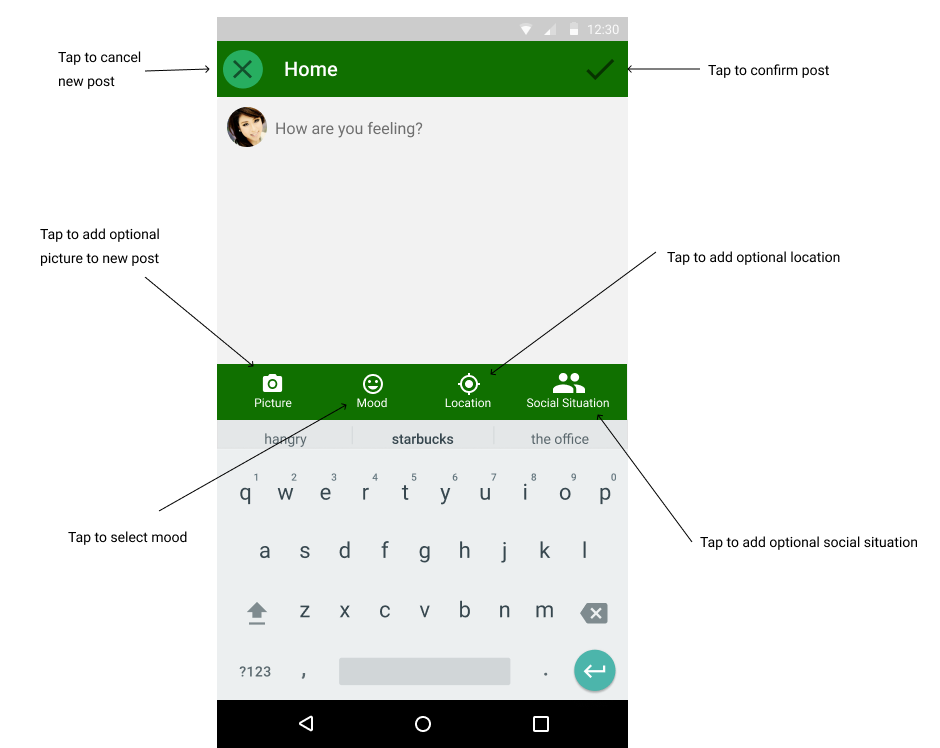 12:30
Tap to cancel
new post
Home
Tap to confirm post
How are you feeling?
Tap to add optional
picture to new post
Tap to add optional location
Picture
Mood
Location
Social Situation
hangry
starbucks
the office
1 2 3 4 5 6 7 8 9 0
q w e r t y u i o p
Tap to select mood
Tap to add optional social situation
a s d f g h j k l
z x c v b n m
?123 , .